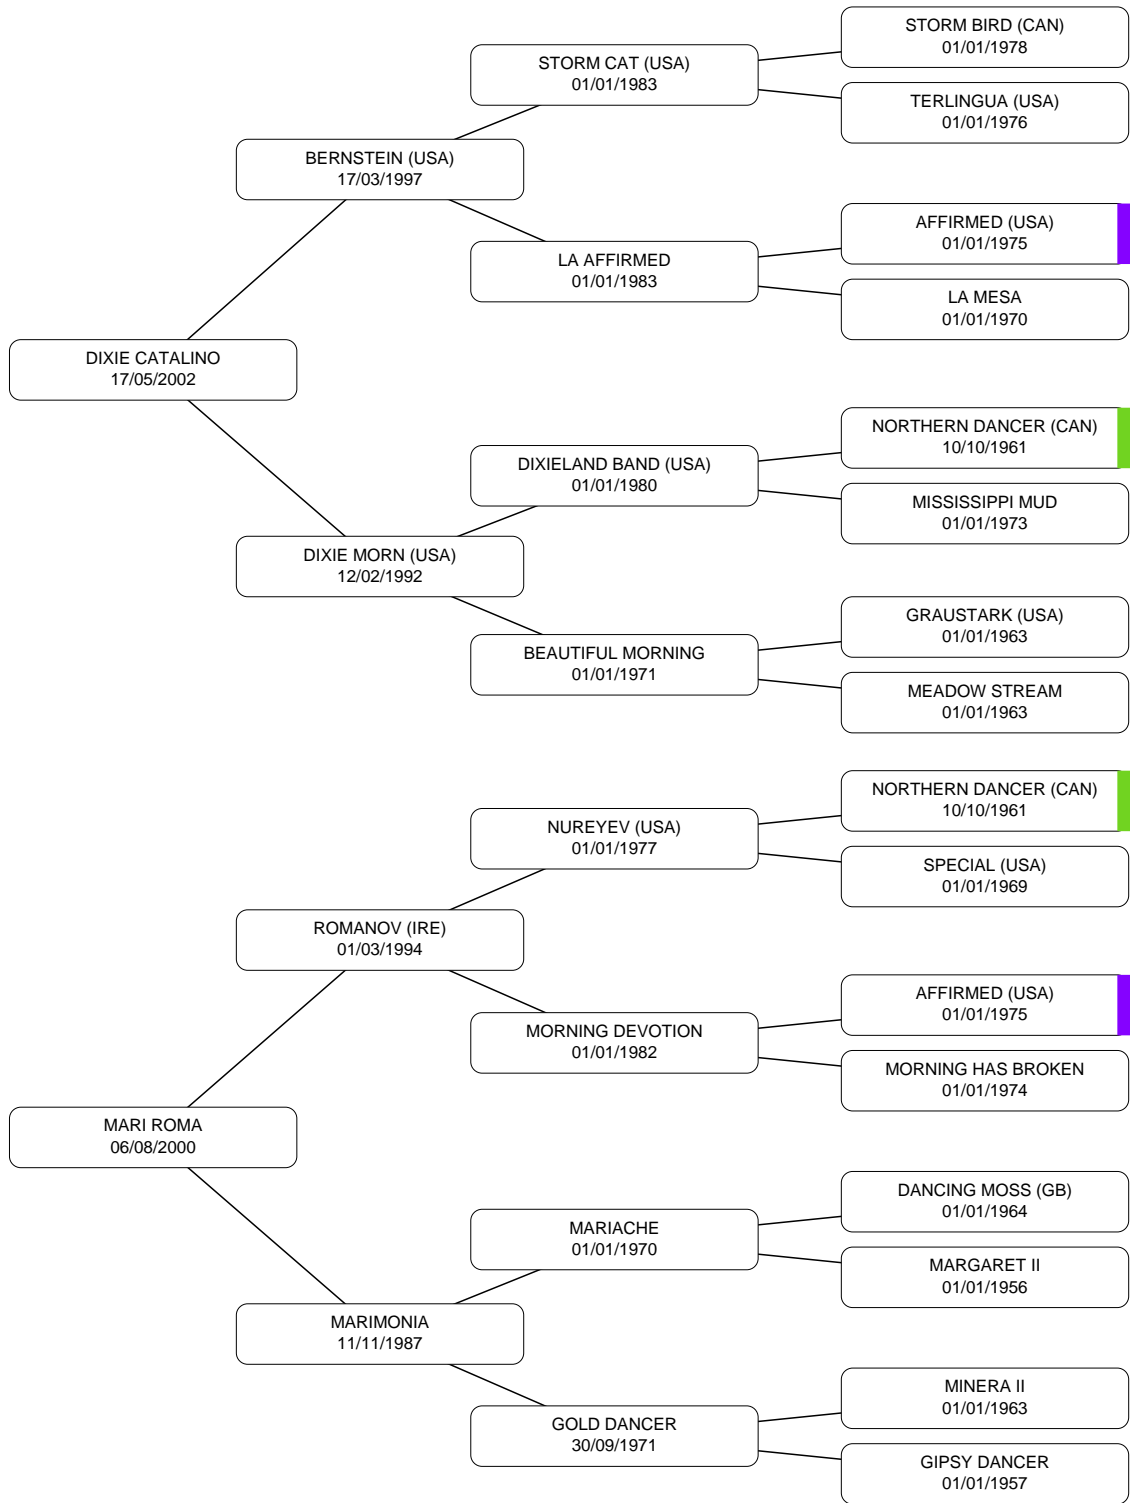 STORM BIRD (CAN)
01/01/1978
STORM CAT (USA)
01/01/1983
TERLINGUA (USA)
01/01/1976
BERNSTEIN (USA)
17/03/1997
AFFIRMED (USA)
01/01/1975
LA AFFIRMED
01/01/1983
LA MESA
01/01/1970
DIXIE CATALINO
17/05/2002
NORTHERN DANCER (CAN)
10/10/1961
DIXIELAND BAND (USA)
01/01/1980
MISSISSIPPI MUD
01/01/1973
DIXIE MORN (USA)
12/02/1992
GRAUSTARK (USA)
01/01/1963
BEAUTIFUL MORNING
01/01/1971
MEADOW STREAM
01/01/1963
NORTHERN DANCER (CAN)
10/10/1961
NUREYEV (USA)
01/01/1977
SPECIAL (USA)
01/01/1969
ROMANOV (IRE)
01/03/1994
AFFIRMED (USA)
01/01/1975
MORNING DEVOTION
01/01/1982
MORNING HAS BROKEN
01/01/1974
MARI ROMA
06/08/2000
DANCING MOSS (GB)
01/01/1964
MARIACHE
01/01/1970
MARGARET II
01/01/1956
MARIMONIA
11/11/1987
MINERA II
01/01/1963
GOLD DANCER
30/09/1971
GIPSY DANCER
01/01/1957